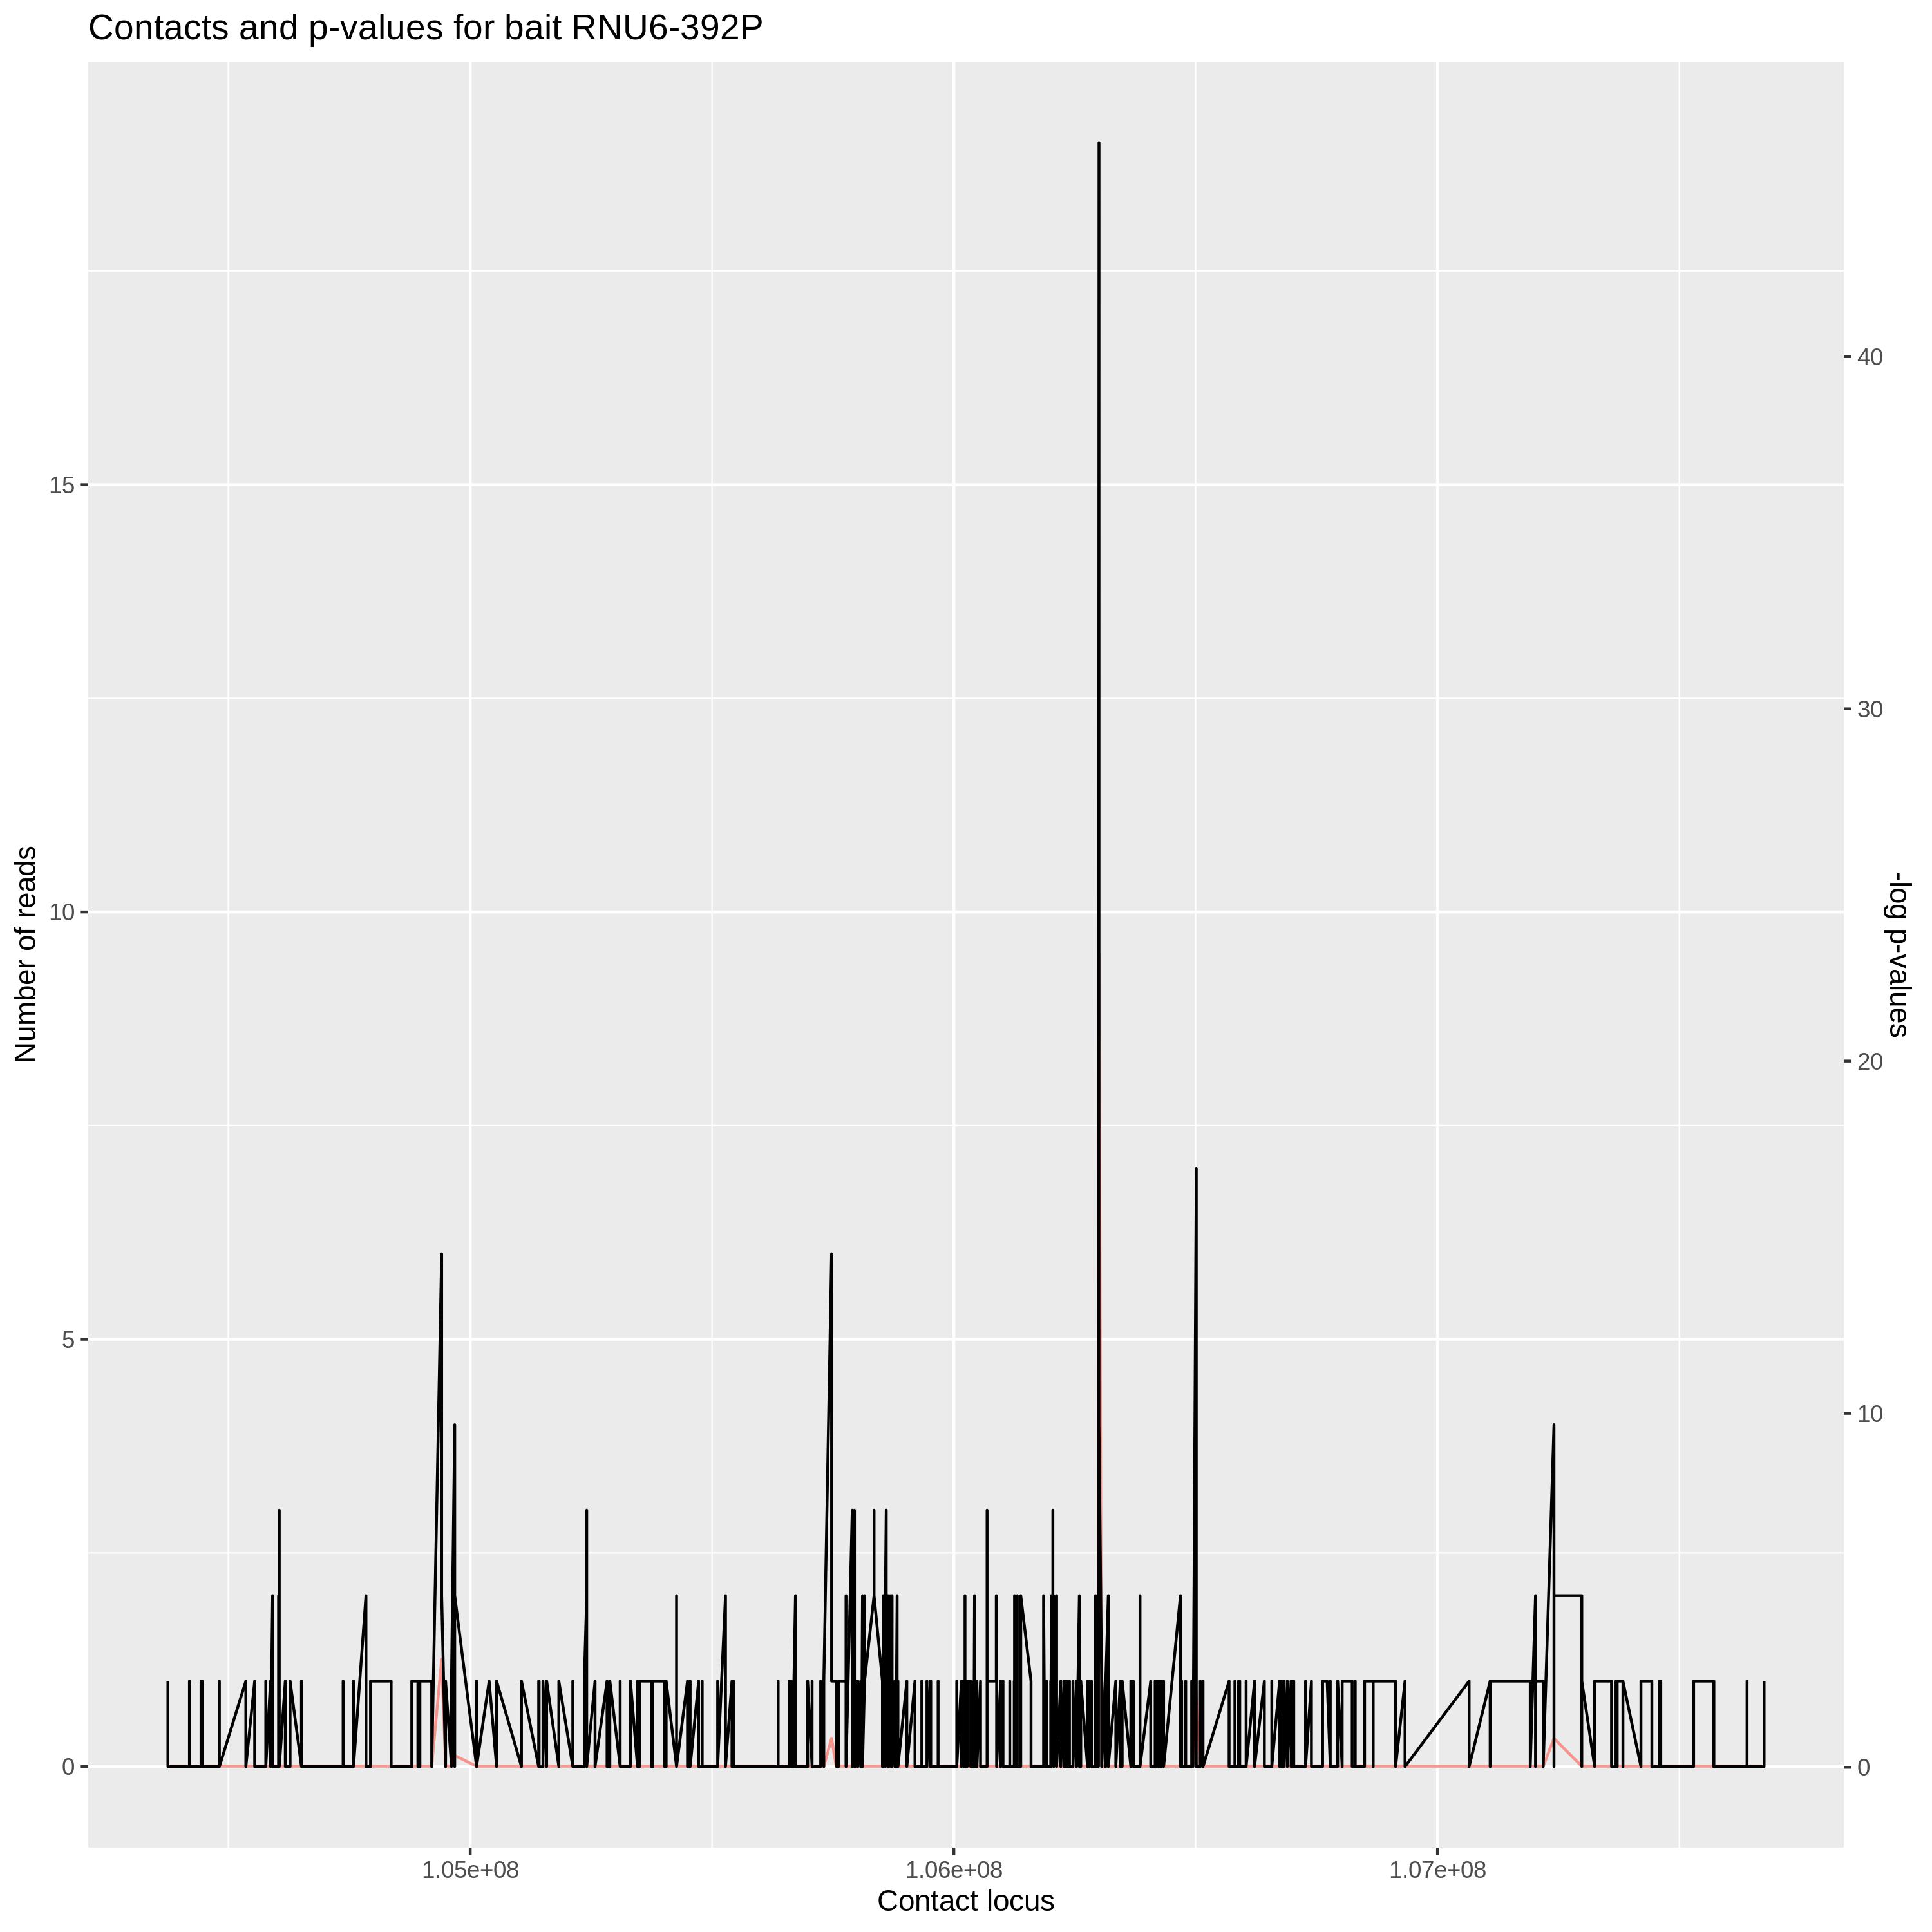 Contacts and p-values for bait RNU6-392P
Number of reads
15
10
5
0
40
30
20
10
0
-log p-values
1.05e+08
1.06e+08
1.07e+08
Contact locus